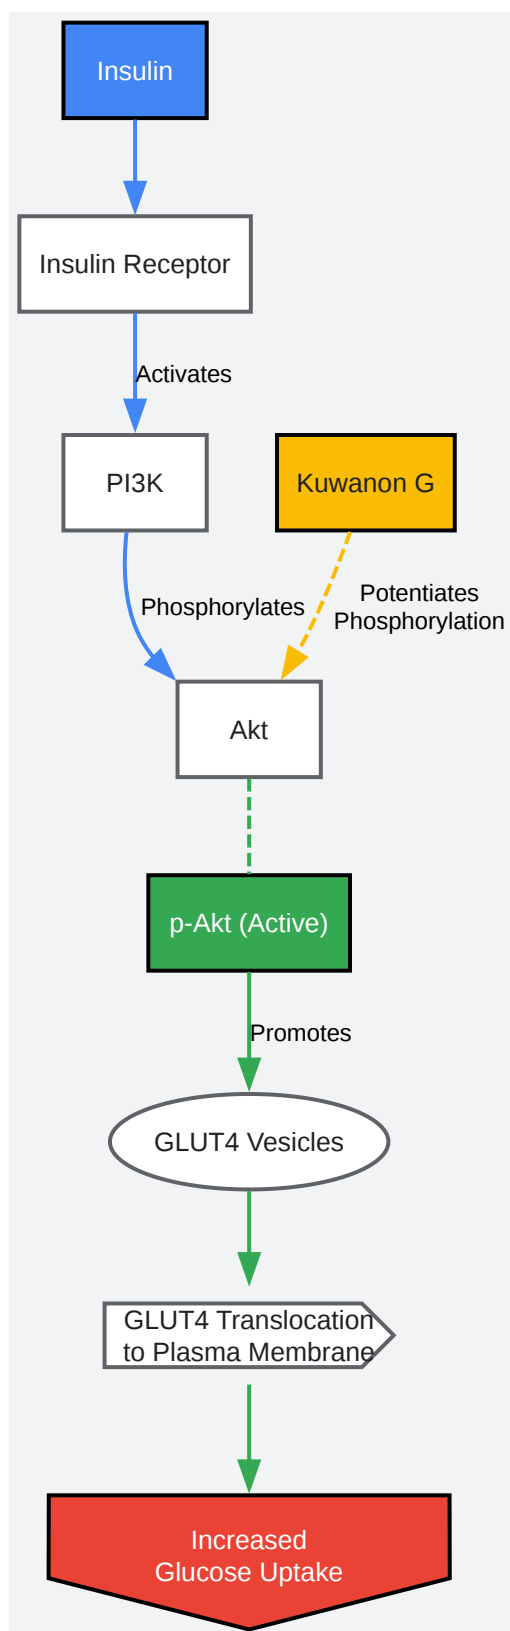 Insulin
Insulin Receptor
Activates
PI3K
Kuwanon G
Phosphorylates
Potentiates
Phosphorylation
Akt
p-Akt (Active)
Promotes
GLUT4 Vesicles
GLUT4 Translocation
to Plasma Membrane
Increased
Glucose Uptake